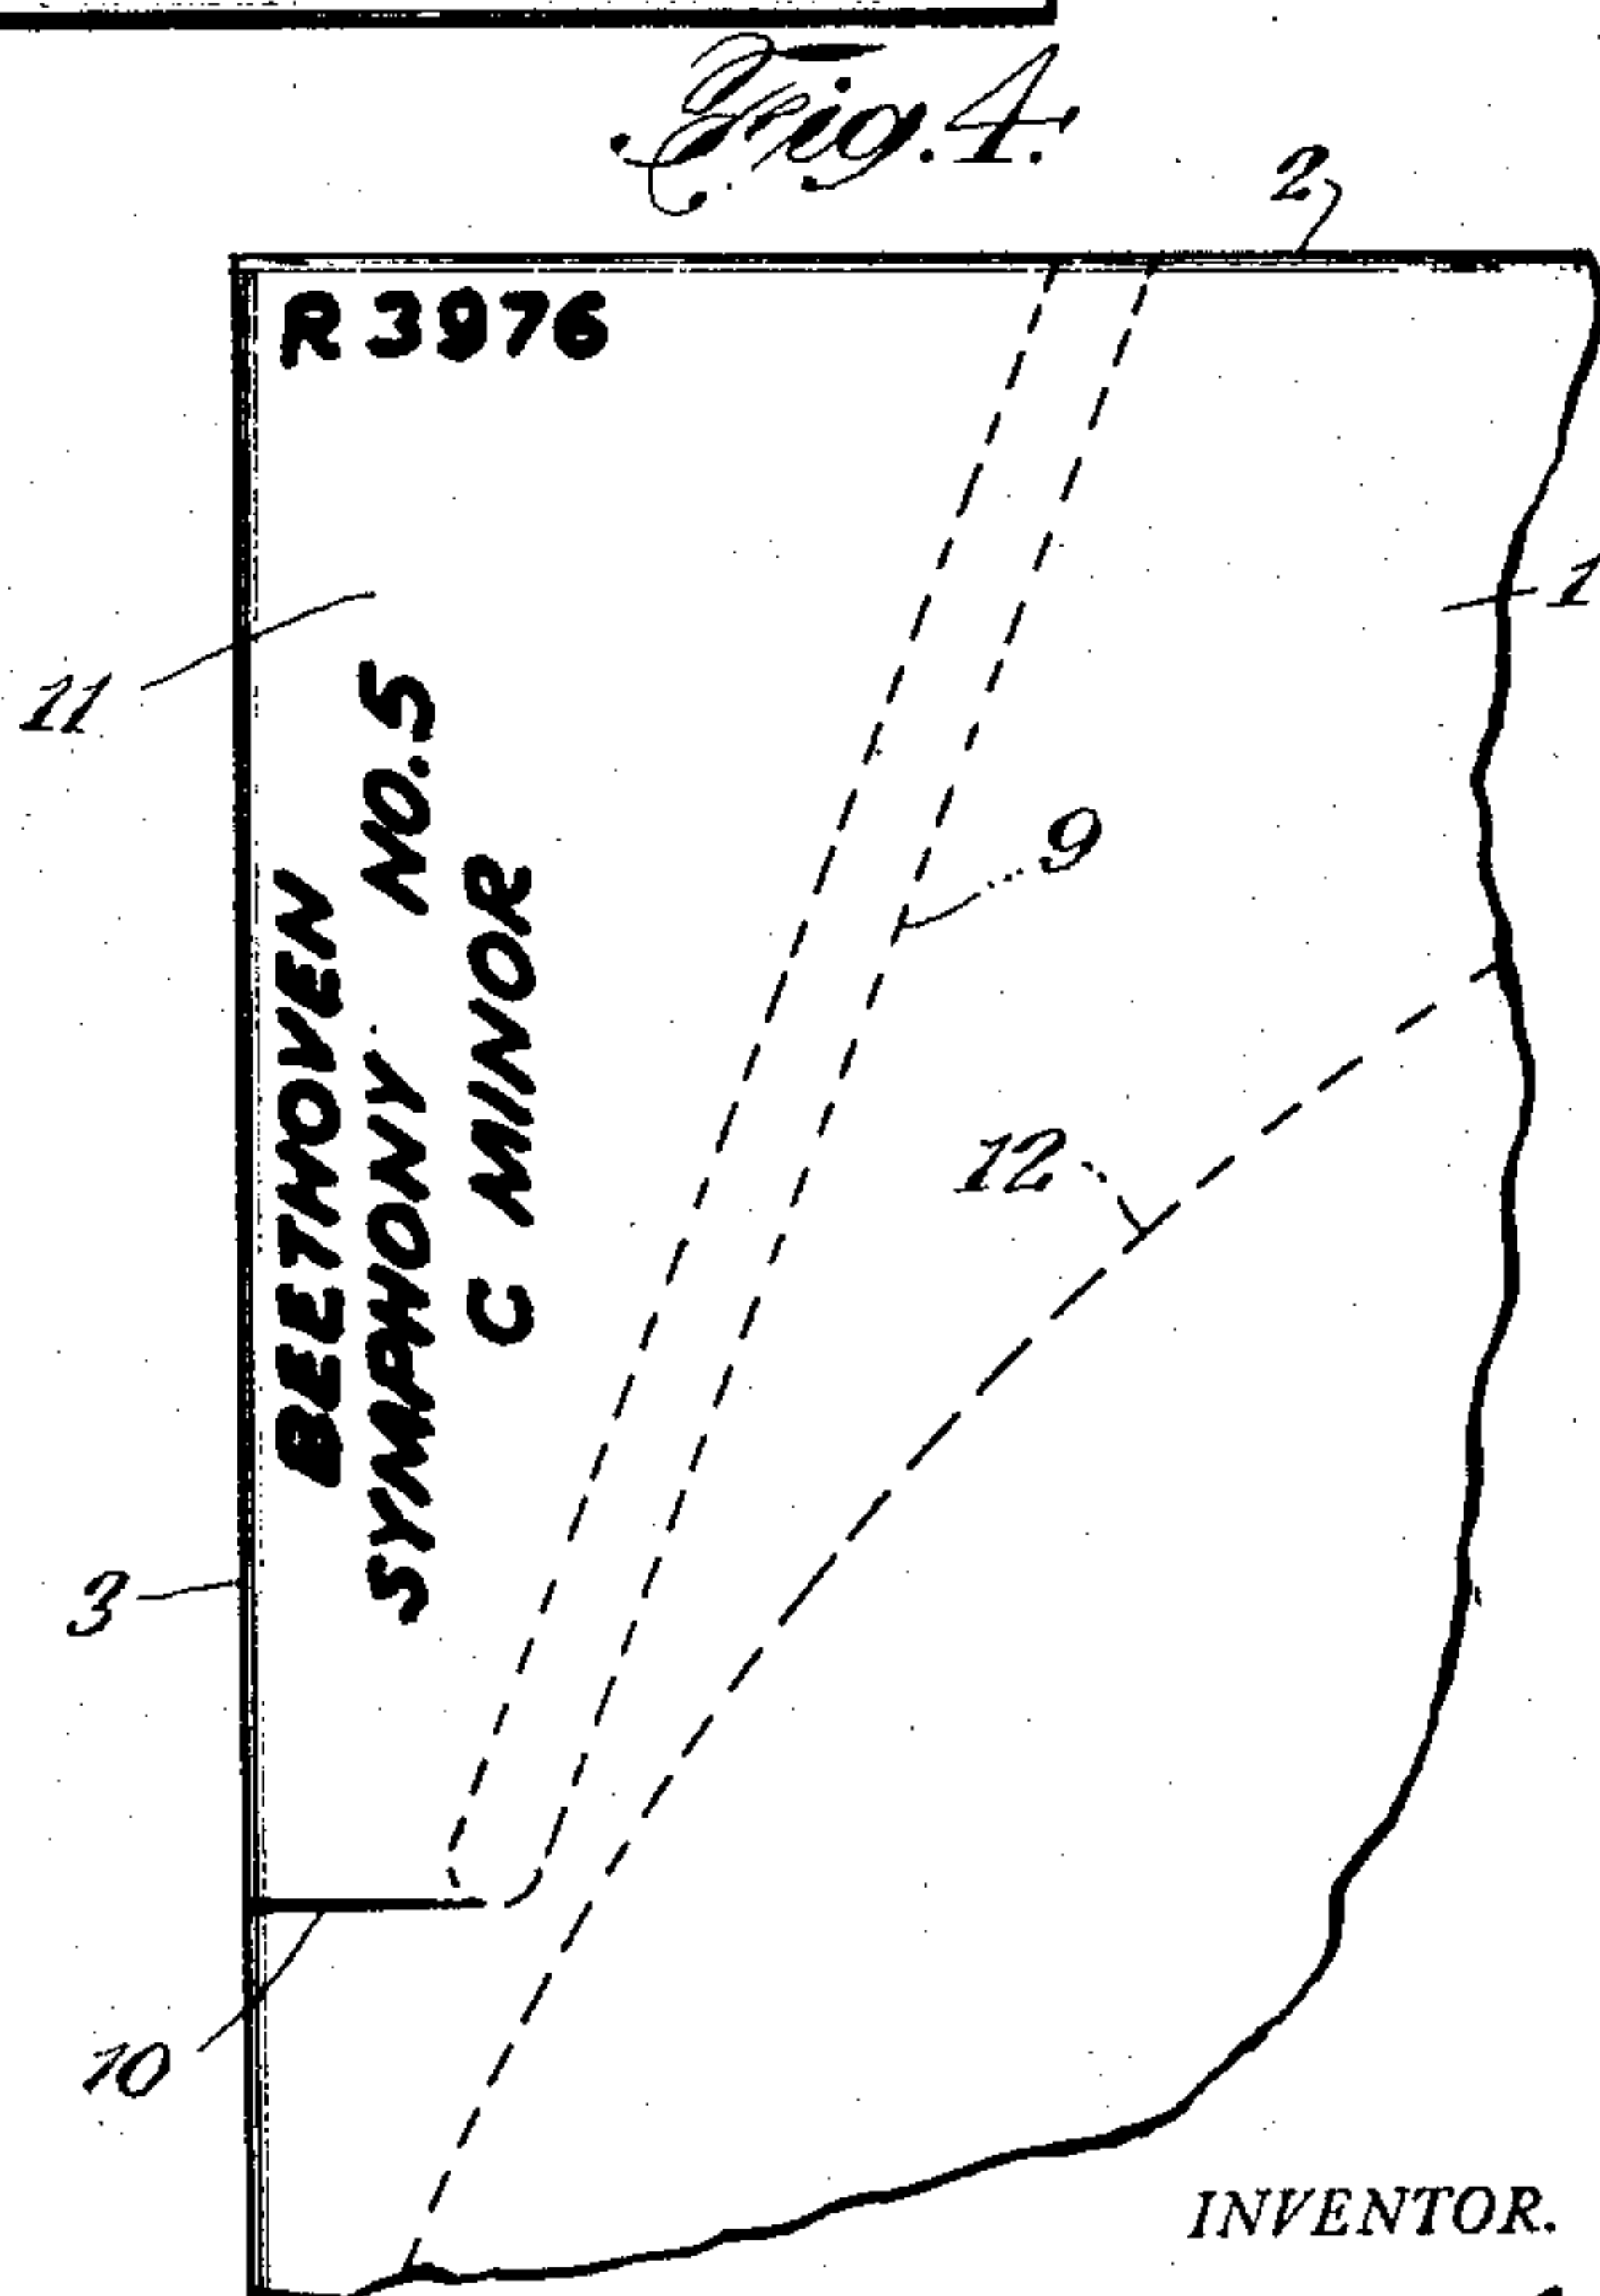 Fig. 4.
2
R 3976
1
11
BEETHOVEN
SYMPHONY NO. 5
C MINOR
9
12
3
10
INVENTOR.